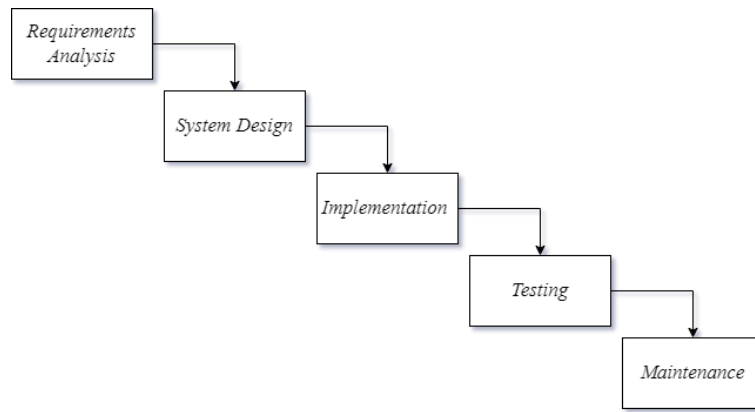 Requirements
Analysis
System Design
Implementation
Testing
Maintenance